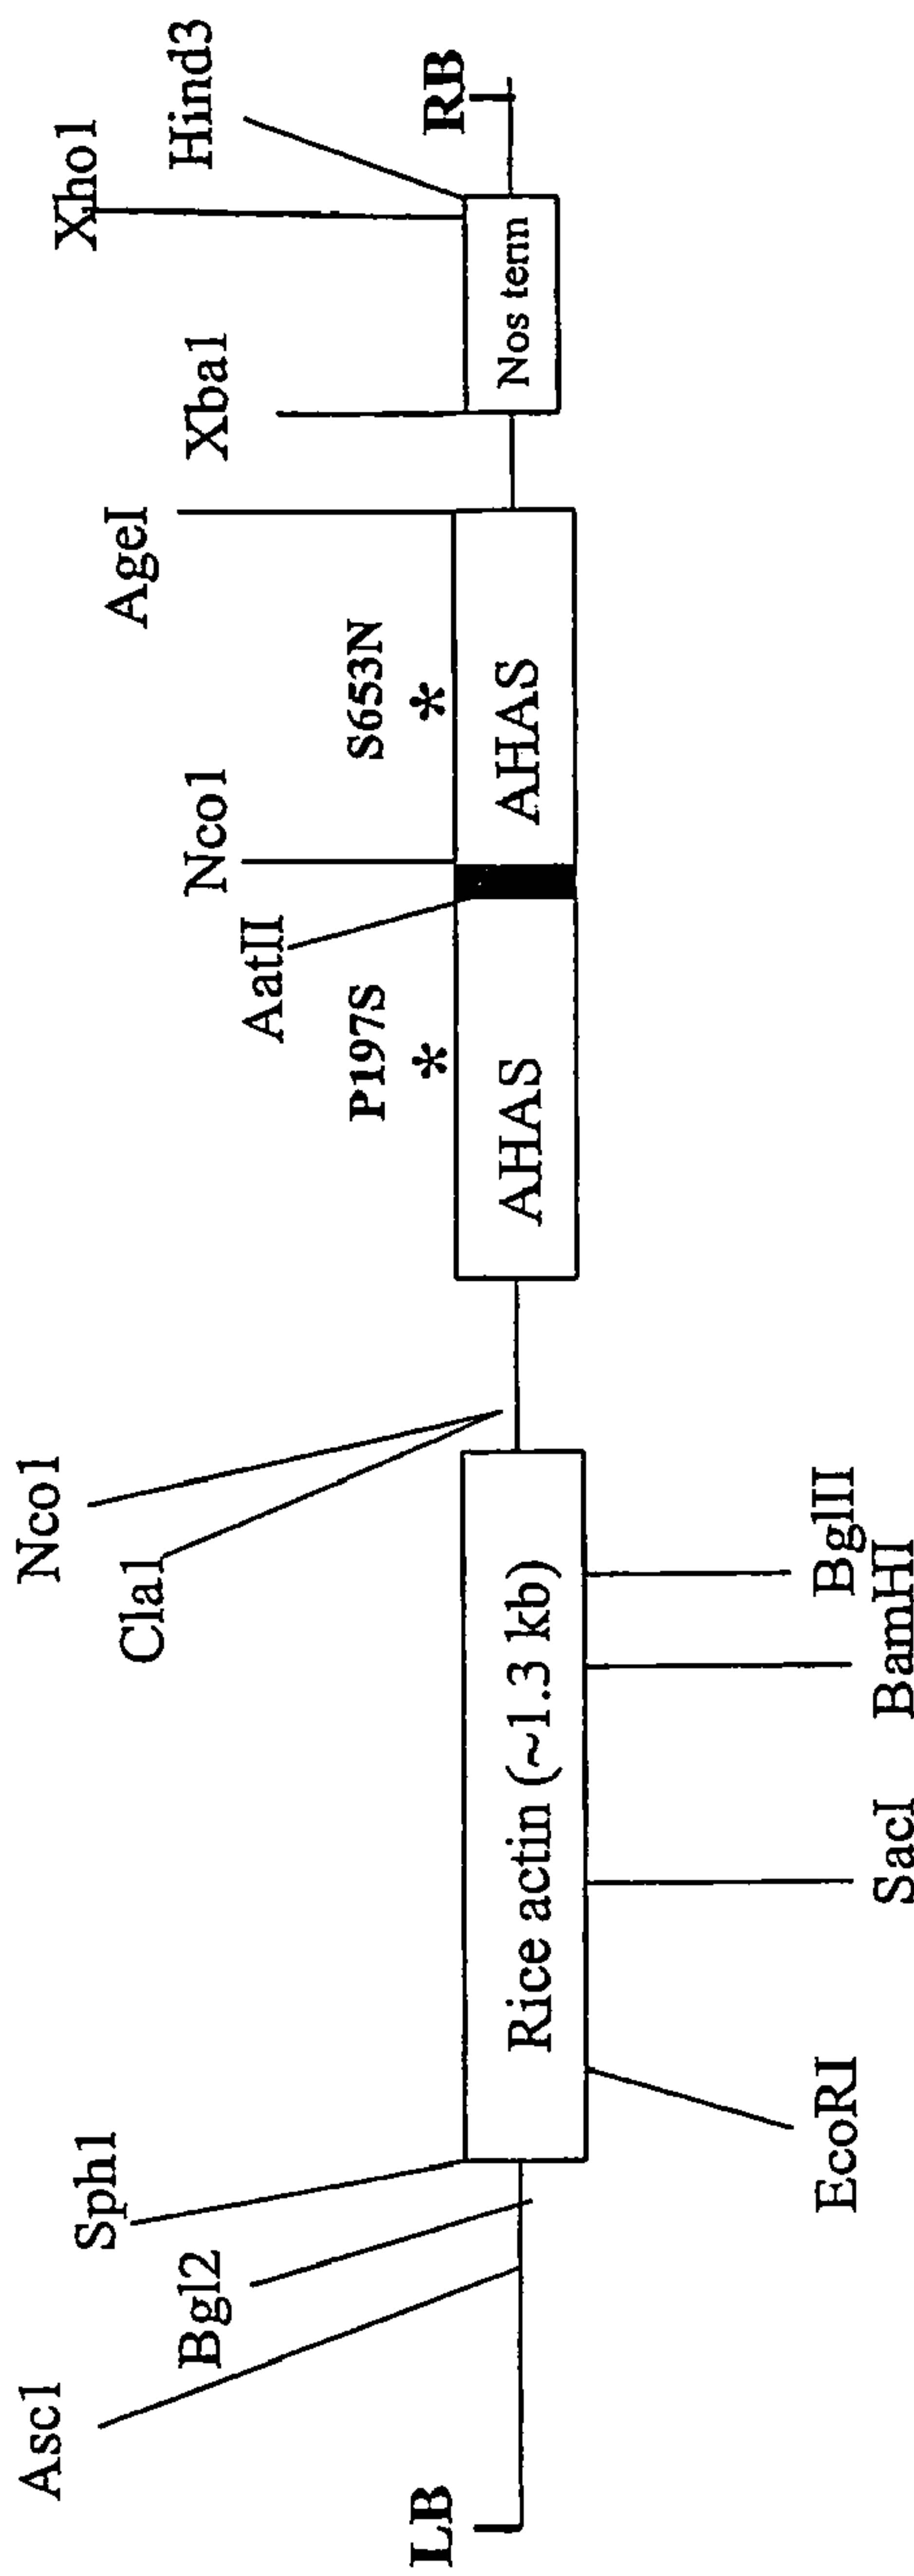 LB
Asc1
Bgl2
Sph1
EcoRI
Rice actin (~1.3 kb)
SacI
BamHI
BglII
Cla1
Nco1
AHAS
P197S
*
AatII
Nco1
AHAS
S653N
*
AgeI
Xba1
Nos term
Xho1
Hind3
RB